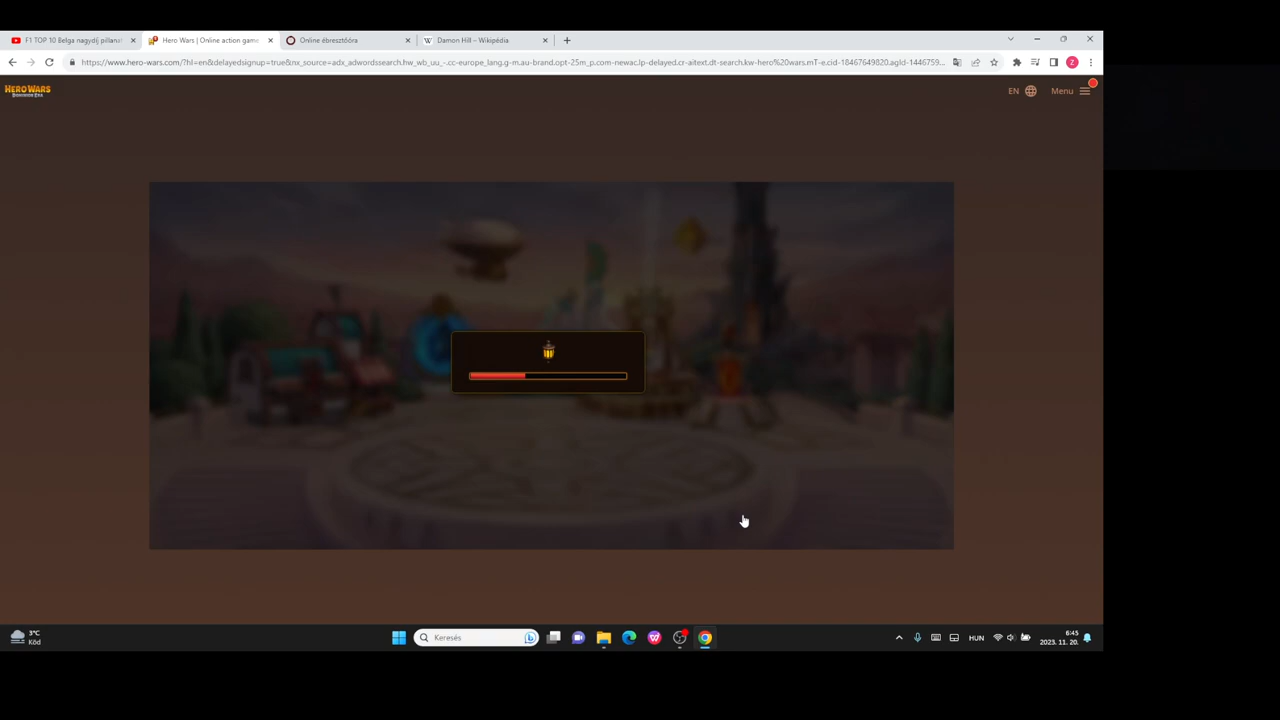 F1 TOP 10 Belga nagydíj pillanat
Hero Wars | Online action game
Online ébresztőóra
Damon Hill – Wikipédia
https://www.hero-wars.com/?hl=en&delayedsignup=true&nx_source=adx_adwordssearch.hw_wb_uu_-.cc-europe_lang.g-m.au-brand.opt-25m_p.com-newac.lp-delayed.cr-aitext.dt-search.kw-hero%20wars.mT-e.cid-18467649820.agId-1446759...
HERO WARS
DOMINION ERA
EN
Menu
3°C
Köd
Keresés
HUN
6:45
2023. 11. 20.